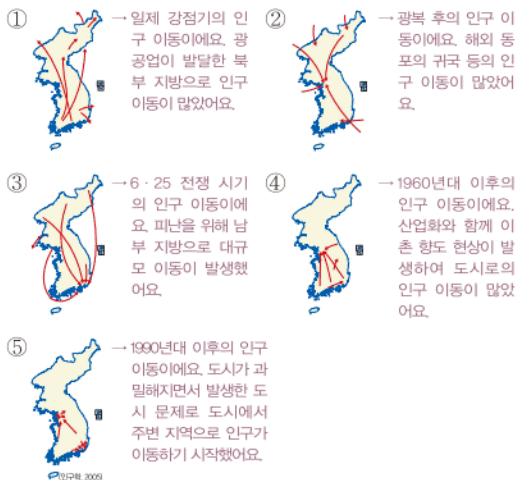 ①
→ 일제 강점기의 인
구 이동이에요. 광
공업이 발달한 북
부 지방으로 인구
이동이 많았어요.
②
→ 광복 후의 인구 이
동이에요. 해외 동
포의 귀국 등의 인
구 이동이 많았어
요.
③
→ 6 · 25 전쟁 시기
의 인구 이동이에
요. 피난을 위해 남
부 지방으로 대규
모 이동이 발생했
어요.
④
→ 1960년대 이후의
인구 이동이에요.
산업화와 함께 이
촌 향도 현상이 발
생하여 도시로의
인구 이동이 많았
어요.
⑤
→ 1990년대 이후의 인구
이동이에요. 도시가 과
밀해지면서 발생한 도
시 문제로 도시에서
주변 지역으로 인구가
이동하기 시작했어요.
(인구학, 2005)